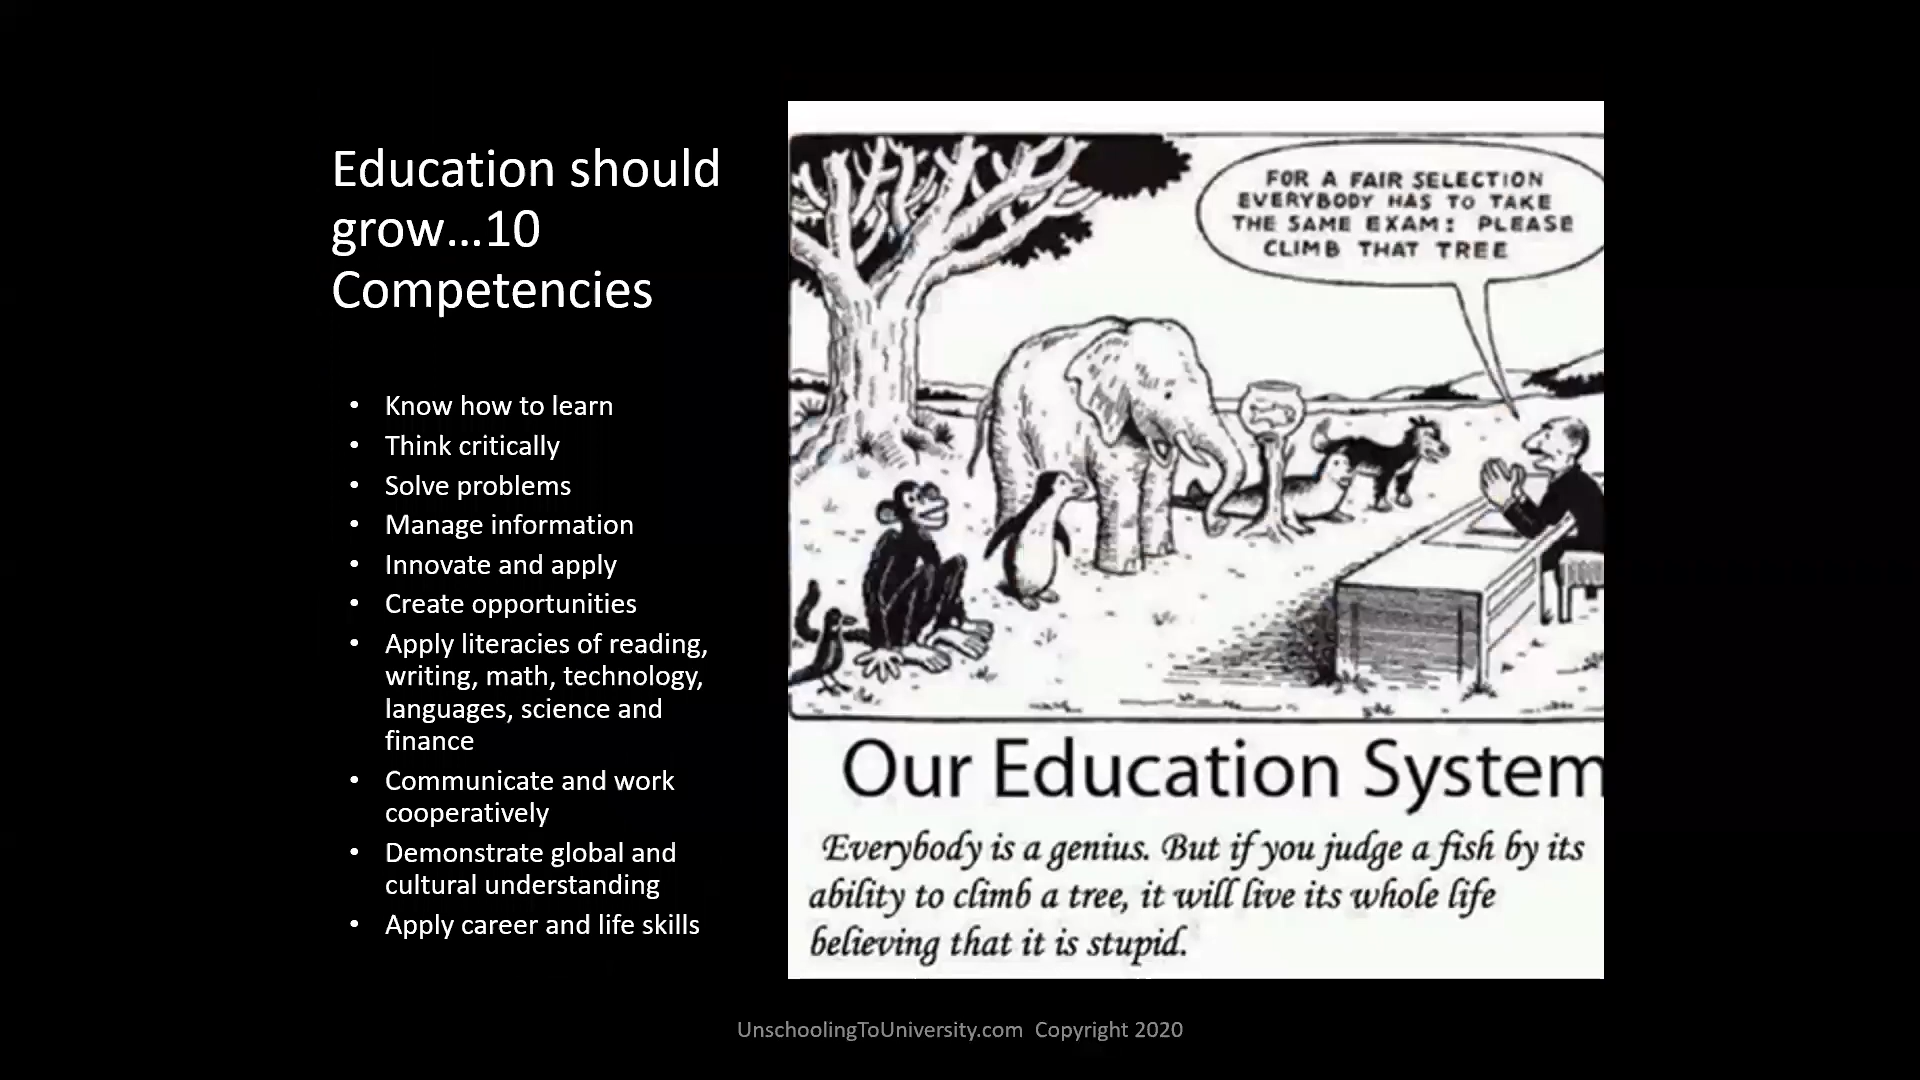 Education should
grow...10
Competencies
• Know how to learn
• Think critically
• Solve problems
• Manage information
• Innovate and apply
• Create opportunities
• Apply literacies of reading,
writing, math, technology,
languages, science and
finance
• Communicate and work
cooperatively
• Demonstrate global and
cultural understanding
• Apply career and life skills
FOR A FAIR SELECTION
EVERYBODY HAS TO TAKE
THE SAME EXAM: PLEASE
CLIMB THAT TREE
Our Education System
Everybody is a genius. But if you judge a fish by its
ability to climb a tree, it will live its whole life
believing that it is stupid.
UnschoolingToUniversity.com Copyright 2020